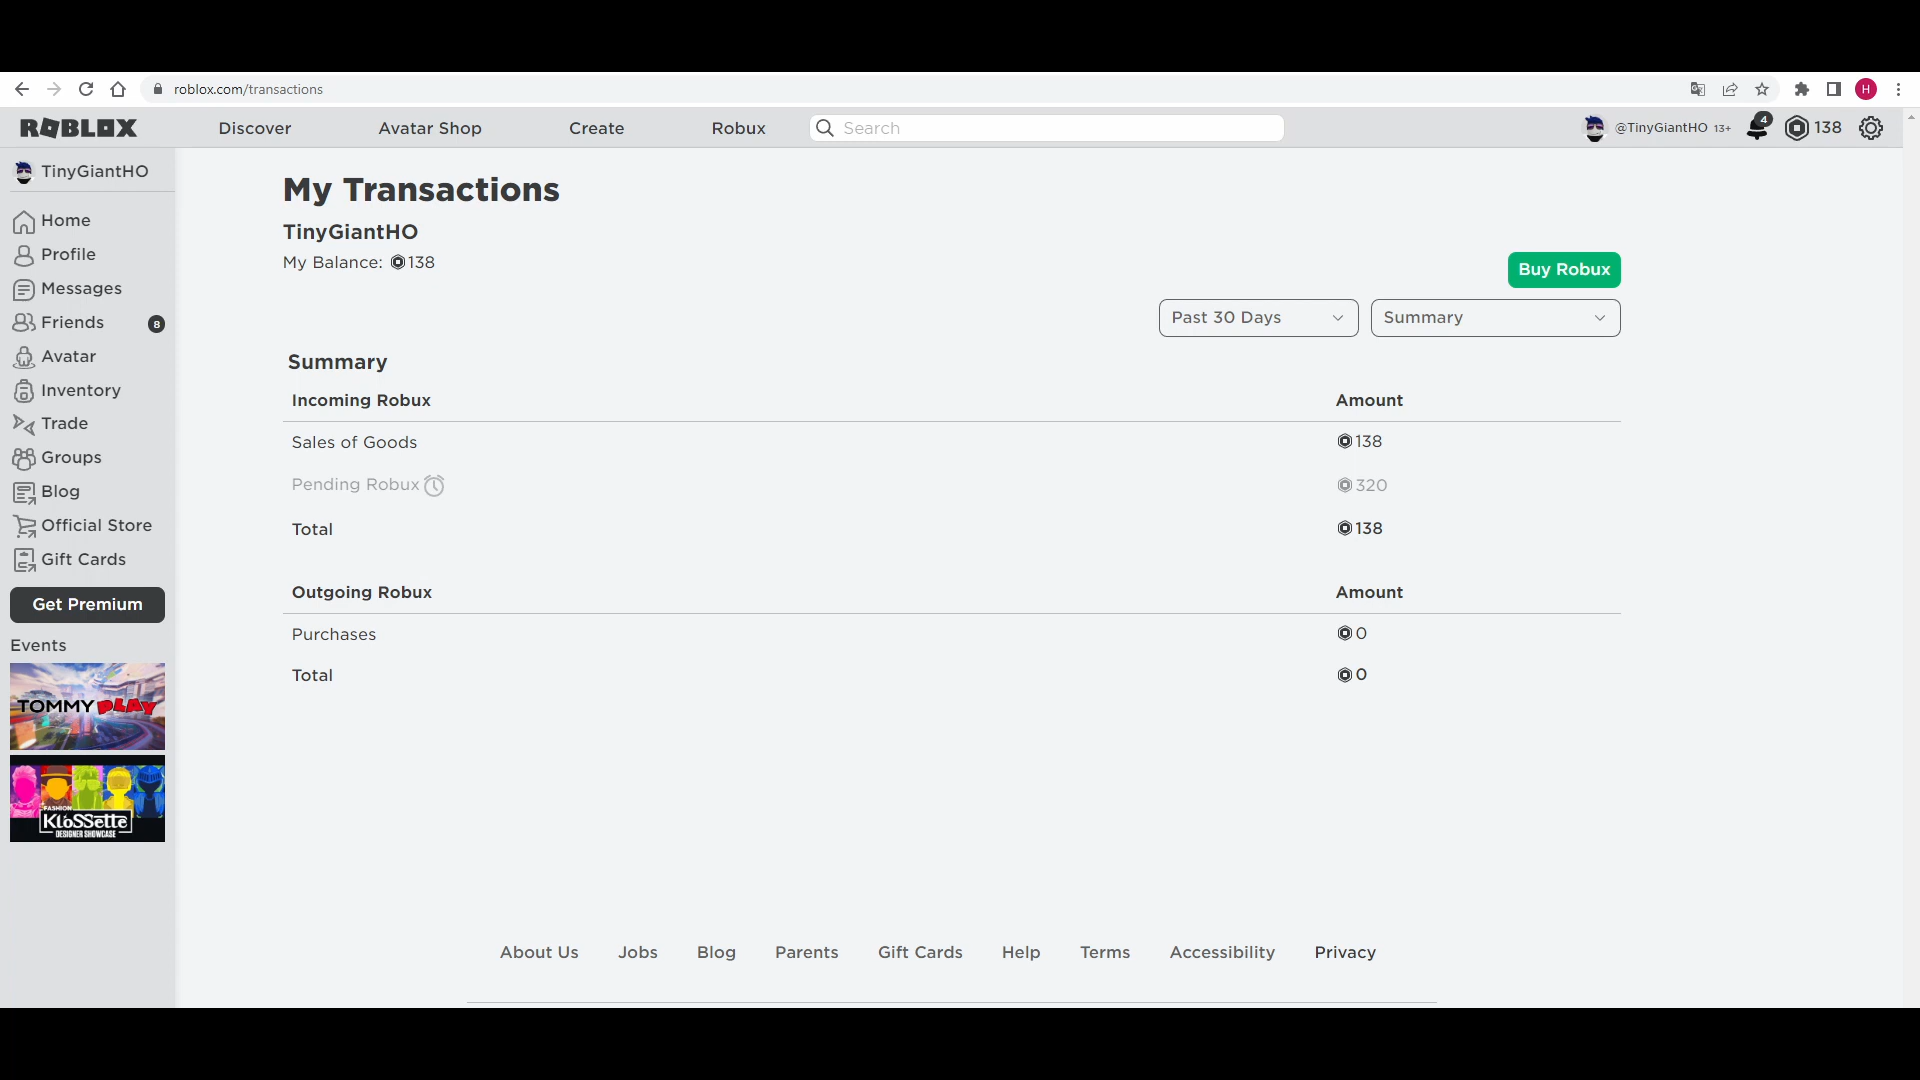 roblox.com/transactions
H
ROBLOX Discover Avatar Shop Create Robux Search @TinyGiantHO 13+ 4 138
TinyGiantHO
Home
Profile
Messages
Friends 8
Avatar
Inventory
Trade
Groups
Blog
Official Store
Gift Cards
Get Premium
Events
TOMMY PLAY
FASHION
KLOSSETTE
DESIGNER SHOWCASE
My Transactions
TinyGiantHO
My Balance: 138
Buy Robux
Past 30 Days Summary
Summary
Incoming Robux Amount
Sales of Goods 138
Pending Robux 320
Total 138
Outgoing Robux Amount
Purchases 0
Total 0
About Us Jobs Blog Parents Gift Cards Help Terms Accessibility Privacy